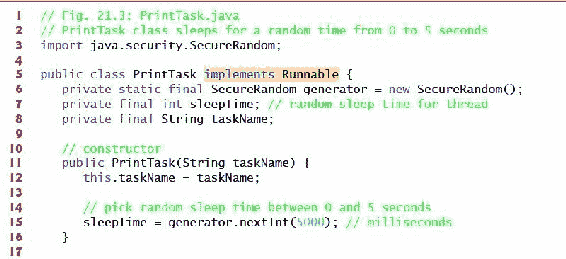 1 // Fig. 21.3: PrintTask.java
2 // PrintTask class sleeps for a random time from 0 to 5 seconds
3 import java.security.SecureRandom;
4
5 public class PrintTask implements Runnable {
6 private static final SecureRandom generator = new SecureRandom();
7 private final int sleepTime; // random sleep time for thread
8 private final String taskName;
9
10 // constructor
11 public PrintTask(String taskName) {
12 this.taskName = taskName;
13
14 // pick random sleep time between 0 and 5 seconds
15 sleepTime = generator.nextInt(5000); // milliseconds
16 }
17